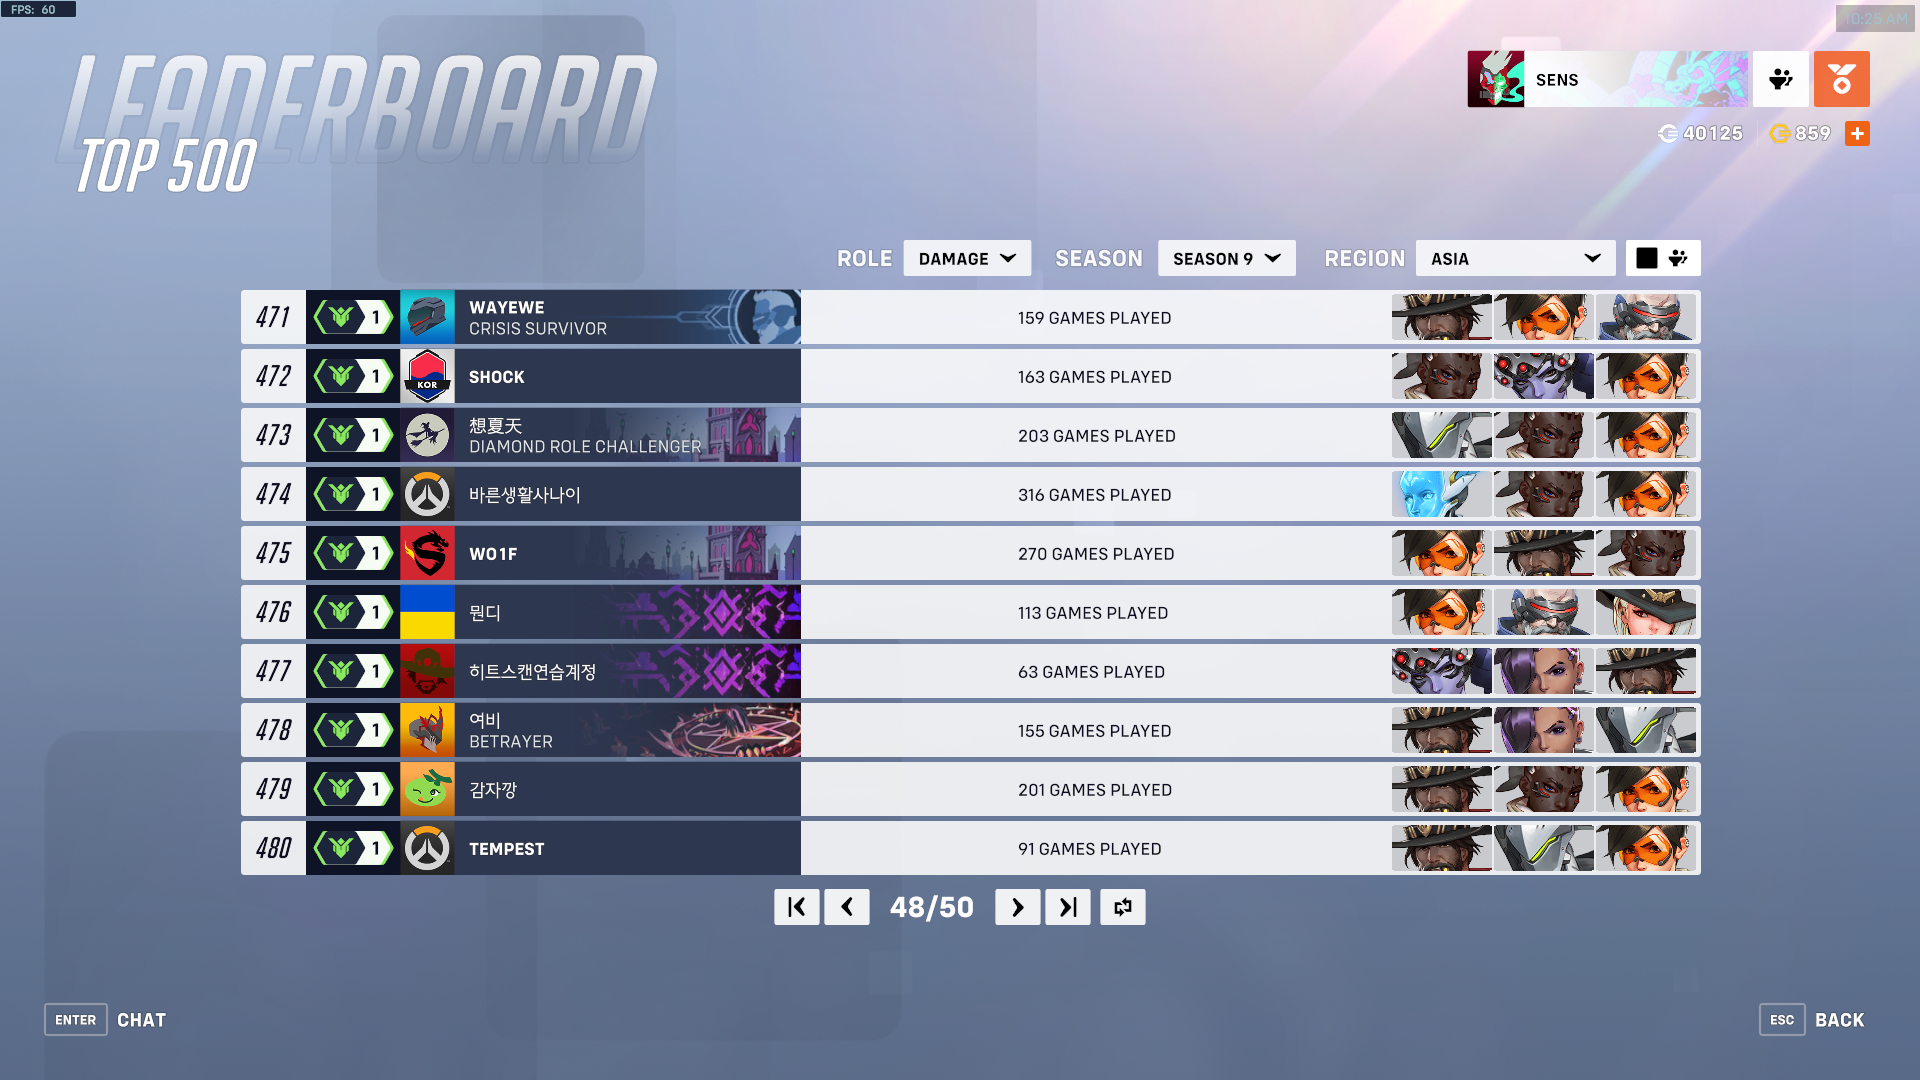 FPS: 60
10:25 AM
LEADERBOARD
TOP 500
SENS
40125
859
ROLE DAMAGE SEASON SEASON 9 REGION ASIA
471 1 WAYEWE 159 GAMES PLAYED
CRISIS SURVIVOR
472 1 KOR SHOCK 163 GAMES PLAYED
473 1 想夏天 203 GAMES PLAYED
DIAMOND ROLE CHALLENGER
474 1 바른생활사나이 316 GAMES PLAYED
475 1 WO1F 270 GAMES PLAYED
476 1 뭔디 113 GAMES PLAYED
477 1 히트스캔연습계정 63 GAMES PLAYED
478 1 여비 155 GAMES PLAYED
BETRAYER
479 1 감자깡 201 GAMES PLAYED
480 1 TEMPEST 91 GAMES PLAYED
48/50
ENTER CHAT
ESC BACK